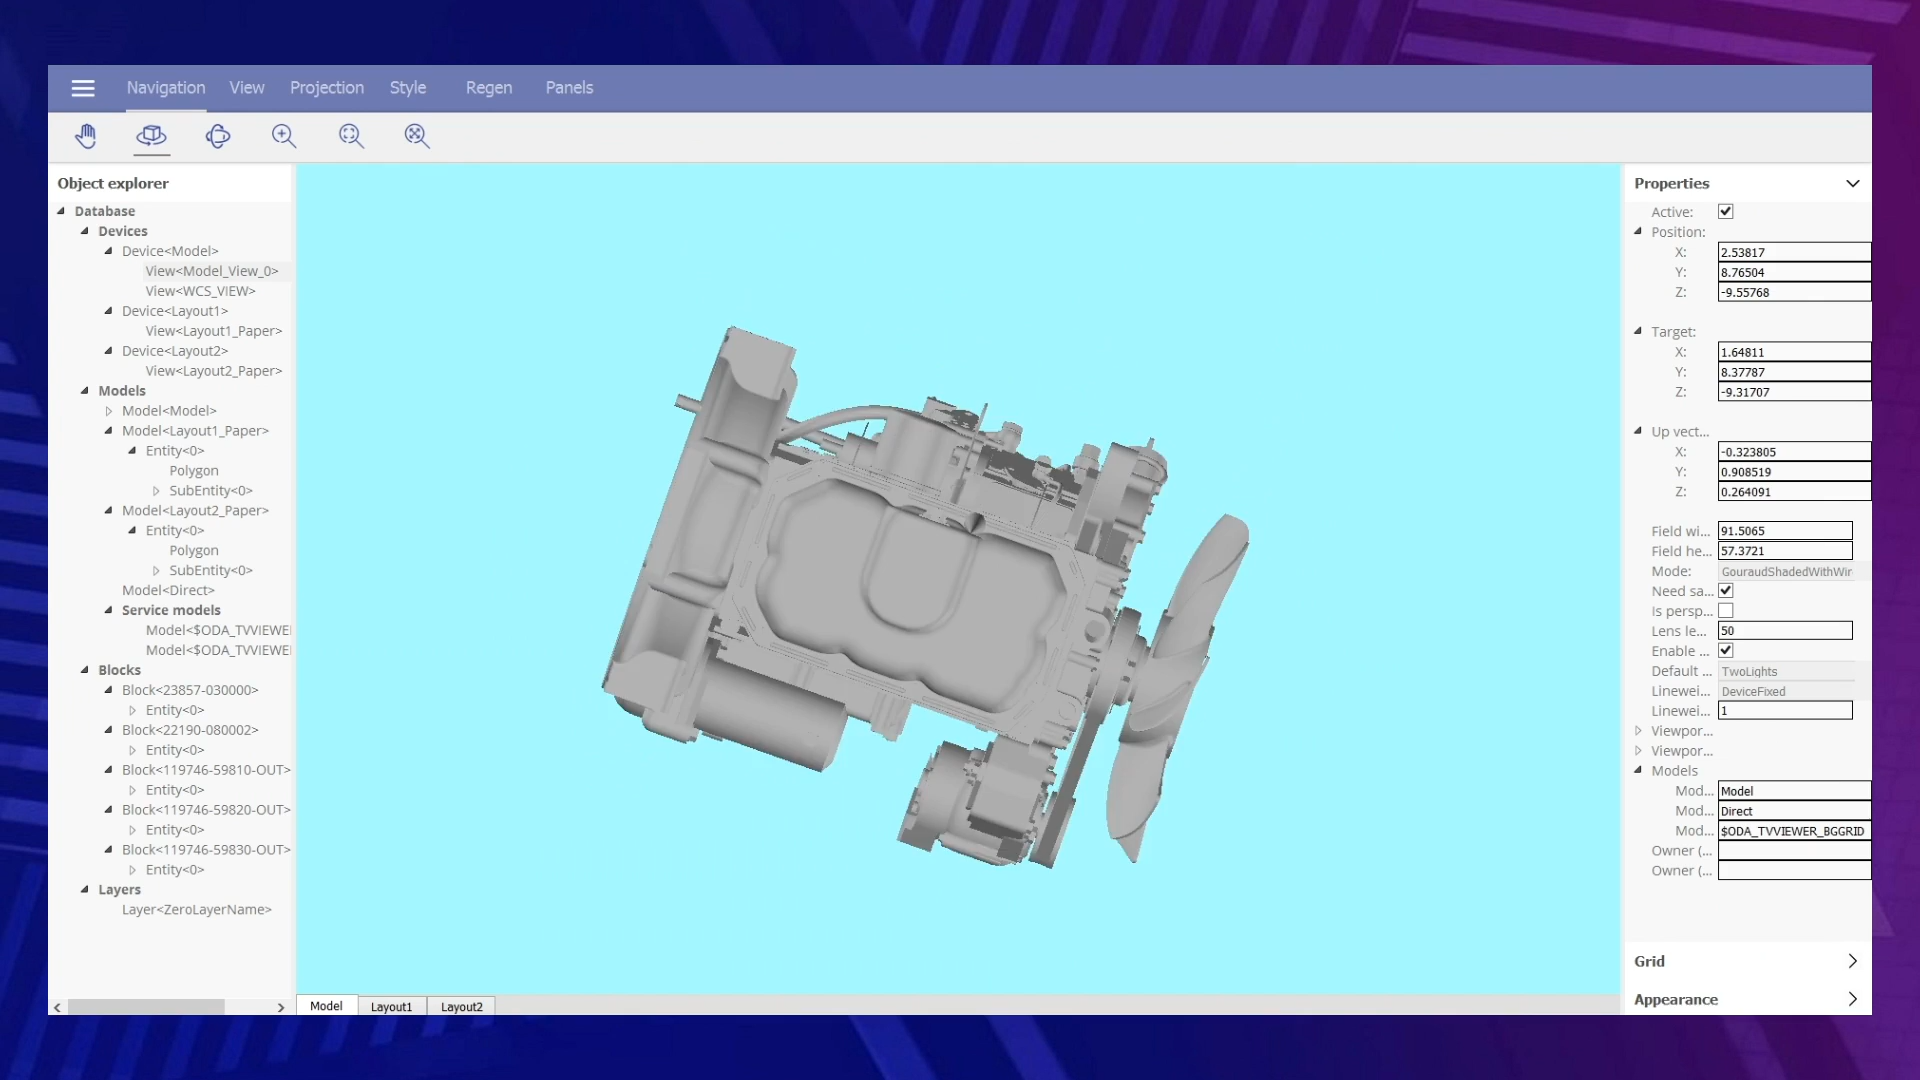 Navigation View Projection Style Regen Panels
Object explorer
Database
Devices
Device<Model>
View<Model_View_0>
View<WCS_VIEW>
Device<Layout1>
View<Layout1_Paper>
Device<Layout2>
View<Layout2_Paper>
Models
Model<Model>
Model<Layout1_Paper>
Entity<0>
Polygon
SubEntity<0>
Model<Layout2_Paper>
Entity<0>
Polygon
SubEntity<0>
Model<Direct>
Service models
Model<$ODA_TVVIEWE
Model<$ODA_TVVIEWE
Blocks
Block<23857-030000>
Entity<0>
Block<22190-080002>
Entity<0>
Block<119746-59810-OUT>
Entity<0>
Block<119746-59820-OUT>
Entity<0>
Block<119746-59830-OUT>
Entity<0>
Layers
Layer<ZeroLayerName>
Model Layout1 Layout2
Properties
Active:
Position:
X: 2.53817
Y: 8.76504
Z: -9.55768
Target:
X: 1.64811
Y: 8.37787
Z: -9.31707
Up vect...
X: -0.323805
Y: 0.908519
Z: 0.264091
Field wi... 91.5065
Field he... 57.3721
Mode: GouraudShadedWithWir
Need sa...
Is persp...
Lens le... 50
Enable ...
Default ... TwoLights
Linewei... DeviceFixed
Linewei... 1
Viewpor...
Viewpor...
Models
Mod... Model
Mod... Direct
Mod... $ODA_TVVIEWER_BGGRID
Owner (...
Owner (...
Grid
Appearance